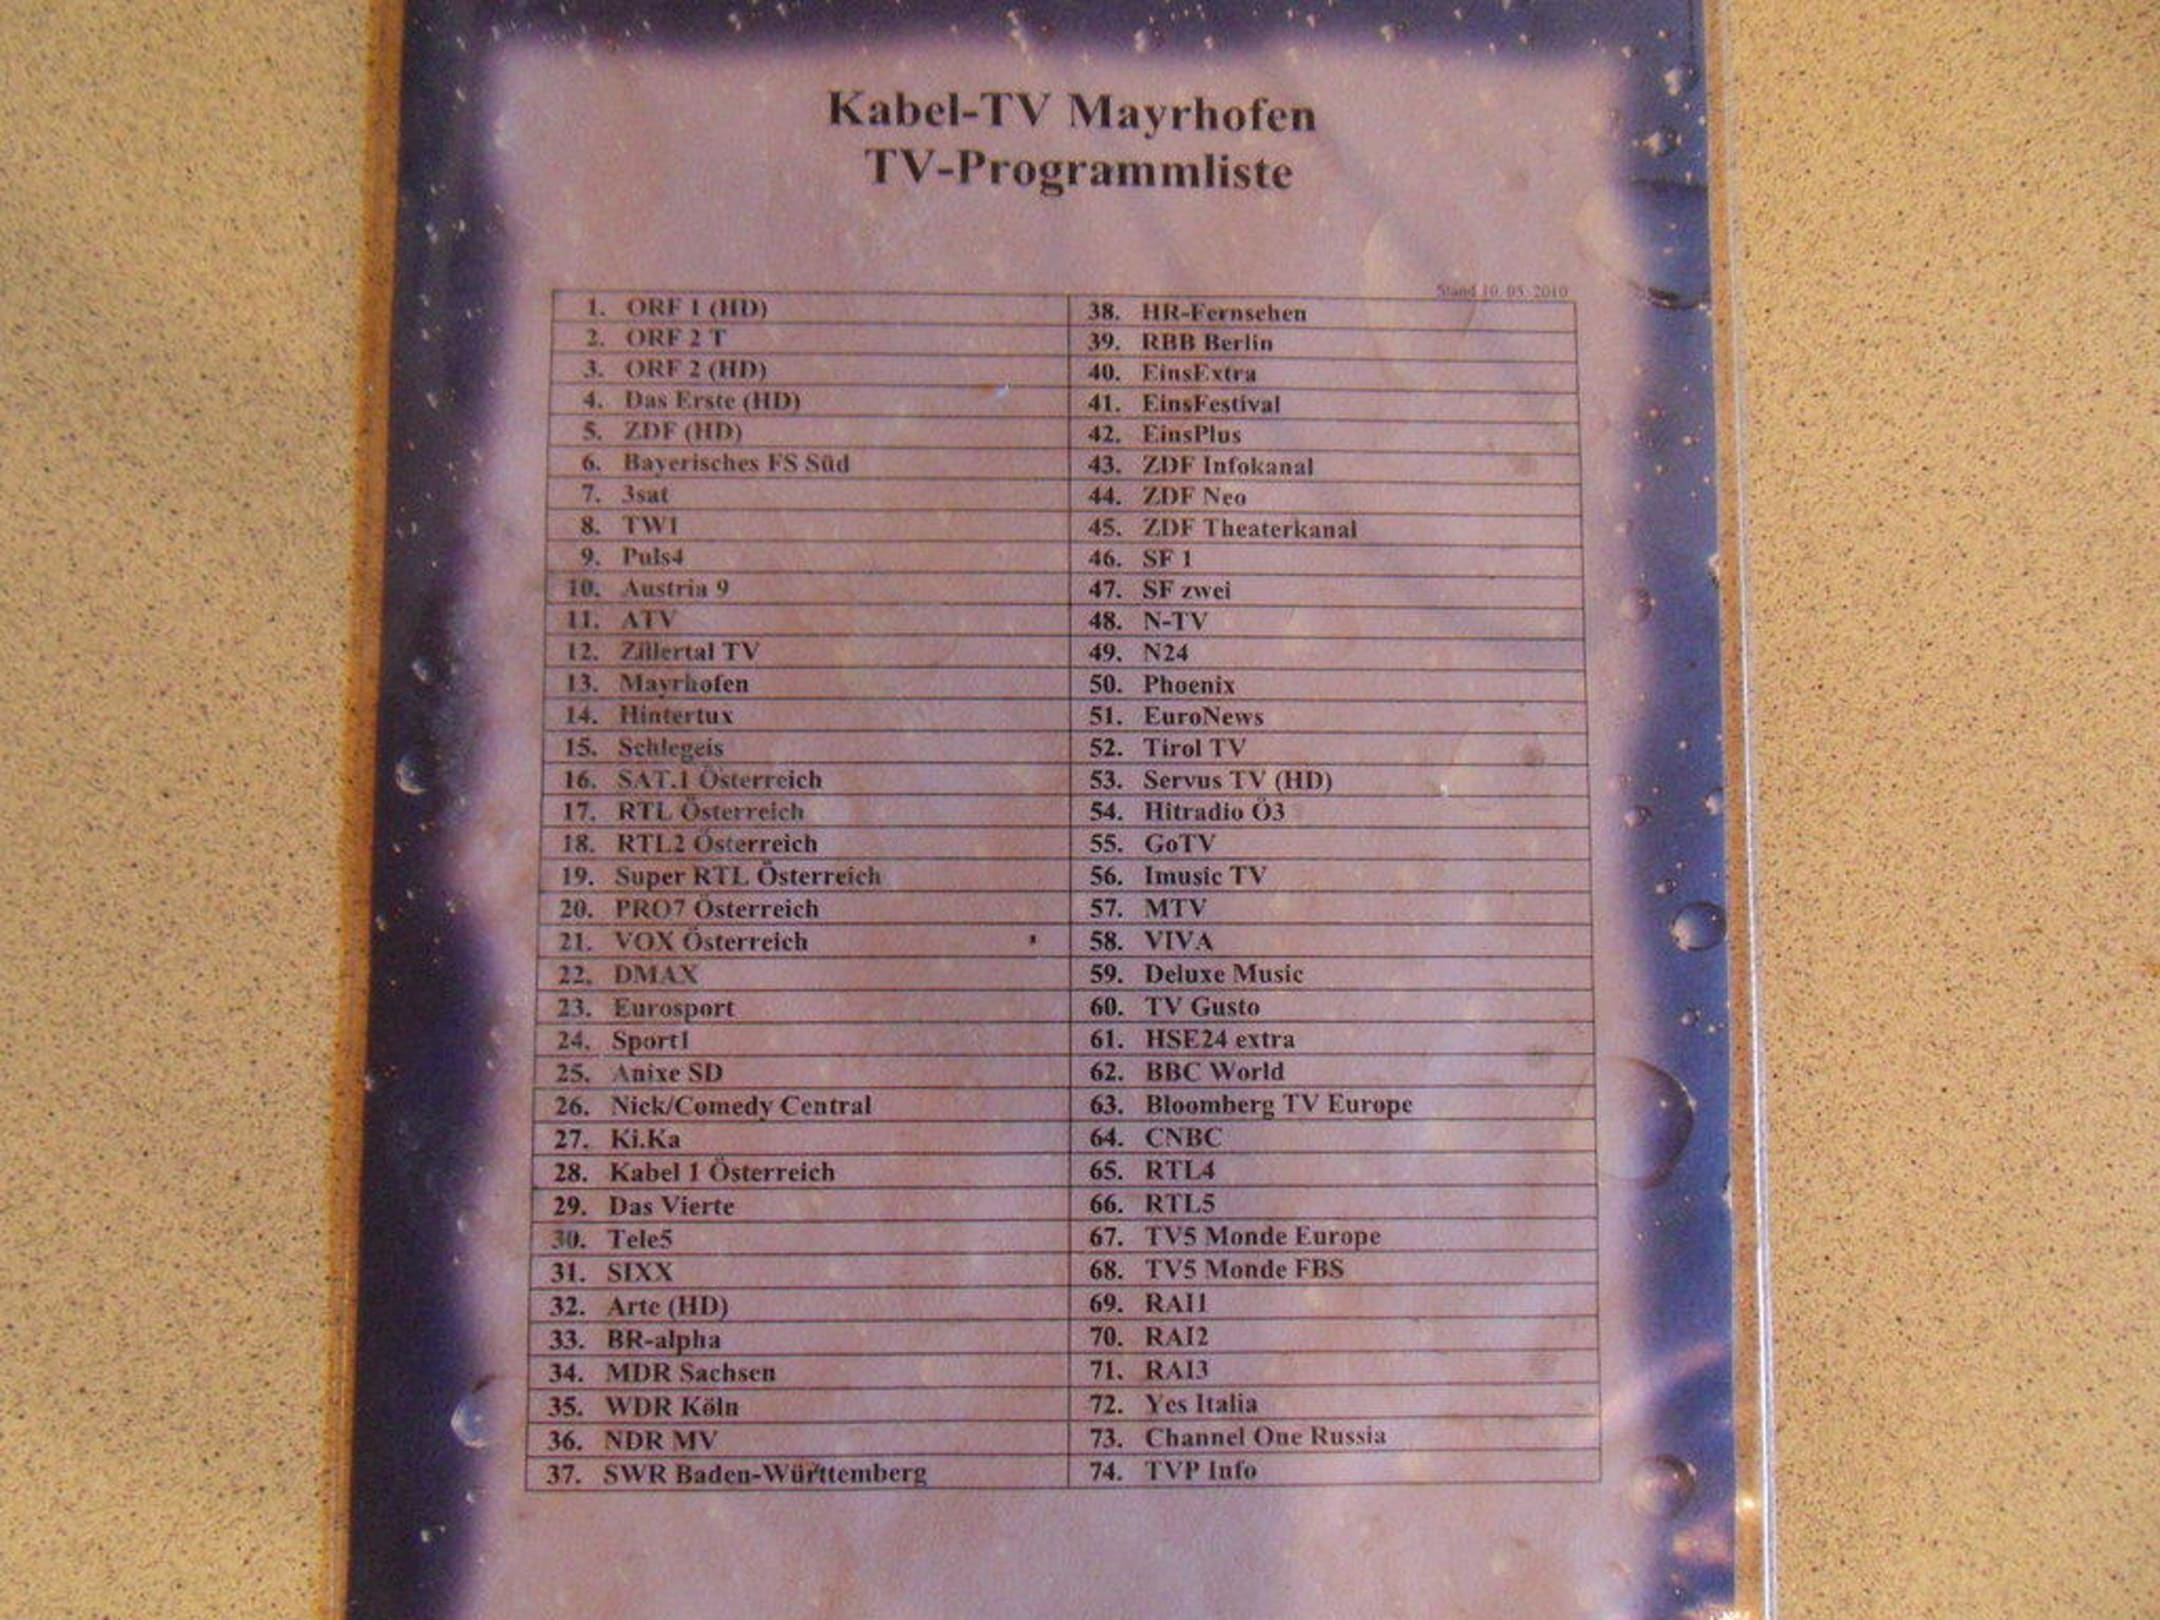 Kabel-TV Mayrhofen
TV-Programmliste
Stand 10. 05. 2010
1. ORF 1 (HD)
2. ORF 2 T
3. ORF 2 (HD)
4. Das Erste (HD)
5. ZDF (HD)
6. Bayerisches FS Süd
7. 3sat
8. TW1
9. Puls4
10. Austria 9
11. ATV
12. Zillertal TV
13. Mayrhofen
14. Hintertux
15. Schlegeis
16. SAT.1 Österreich
17. RTL Österreich
18. RTL2 Österreich
19. Super RTL Österreich
20. PRO7 Österreich
21. VOX Österreich
22. DMAX
23. Eurosport
24. Sport1
25. Anixe SD
26. Nick/Comedy Central
27. Ki.Ka
28. Kabel 1 Österreich
29. Das Vierte
30. Tele5
31. SIXX
32. Arte (HD)
33. BR-alpha
34. MDR Sachsen
35. WDR Köln
36. NDR MV
37. SWR Baden-Württemberg
38. HR-Fernsehen
39. RBB Berlin
40. EinsExtra
41. EinsFestival
42. EinsPlus
43. ZDF Infokanal
44. ZDF Neo
45. ZDF Theaterkanal
46. SF 1
47. SF zwei
48. N-TV
49. N24
50. Phoenix
51. EuroNews
52. Tirol TV
53. Servus TV (HD)
54. Hitradio Ö3
55. GoTV
56. Imusic TV
57. MTV
58. VIVA
59. Deluxe Music
60. TV Gusto
61. HSE24 extra
62. BBC World
63. Bloomberg TV Europe
64. CNBC
65. RTL4
66. RTL5
67. TV5 Monde Europe
68. TV5 Monde FBS
69. RAI1
70. RAI2
71. RAI3
72. Yes Italia
73. Channel One Russia
74. TVP Info